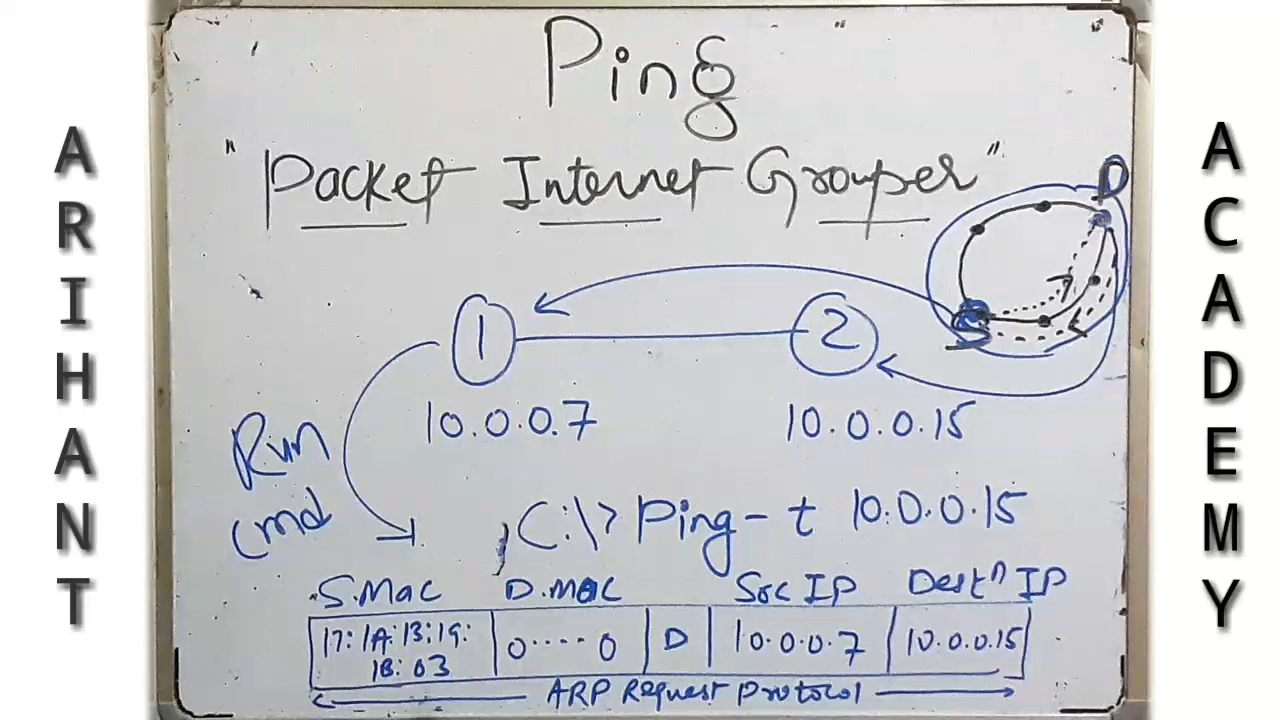 ARIHANT
ACADEMY
Ping
"Packet Internet Grouper"
D
S
1
2
10.0.0.7
10.0.0.15
Run
cmd
C:\> Ping - t 10.0.0.15
S.Mac D.Mac Src IP Destn IP
17:1A:13:19:
1B:03
0.....0
D
10.0.0.7
10.0.0.15
ARP Request Protocol